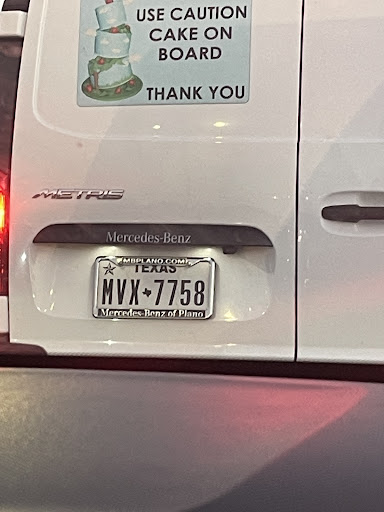 USE CAUTION
CAKE ON
BOARD
THANK YOU
METRIS
Mercedes-Benz
MBPLANO.COM
TEXAS
MVX 7758
Mercedes-Benz of Plano